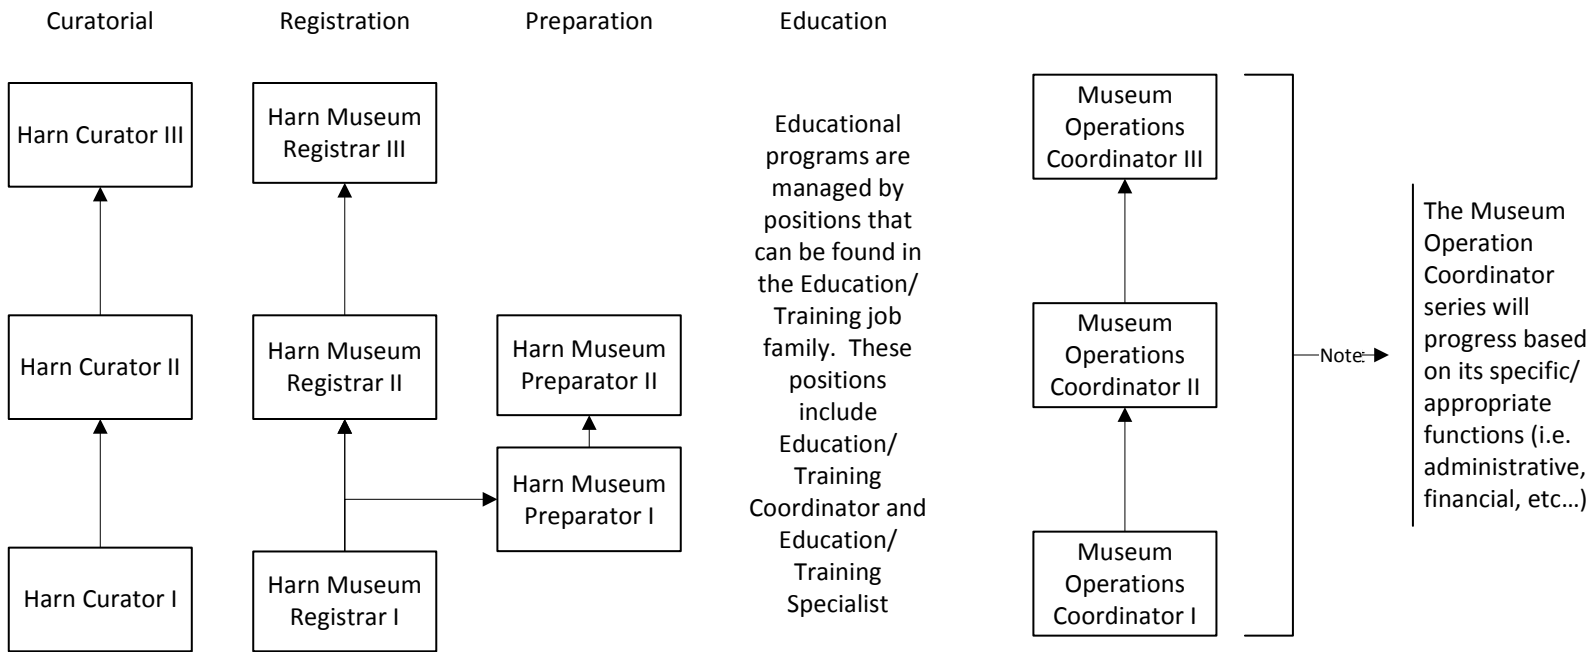 Curatorial
Registration
Preparation
Education
Harn Curator III
Harn Curator II
Harn Curator I
Harn Museum
Registrar III
Harn Museum
Registrar II
Harn Museum
Registrar I
Harn Museum
Preparator II
Harn Museum
Preparator I
Educational
programs are
managed by
positions that
can be found in
the Education/
Training job
family.  These
positions
include
Education/
Training
Coordinator and
Education/
Training
Specialist
Museum
Operations
Coordinator III
Museum
Operations
Coordinator II
Museum
Operations
Coordinator I
Note:
The Museum
Operation
Coordinator
series will
progress based
on its specific/
appropriate
functions (i.e.
administrative,
financial, etc…)